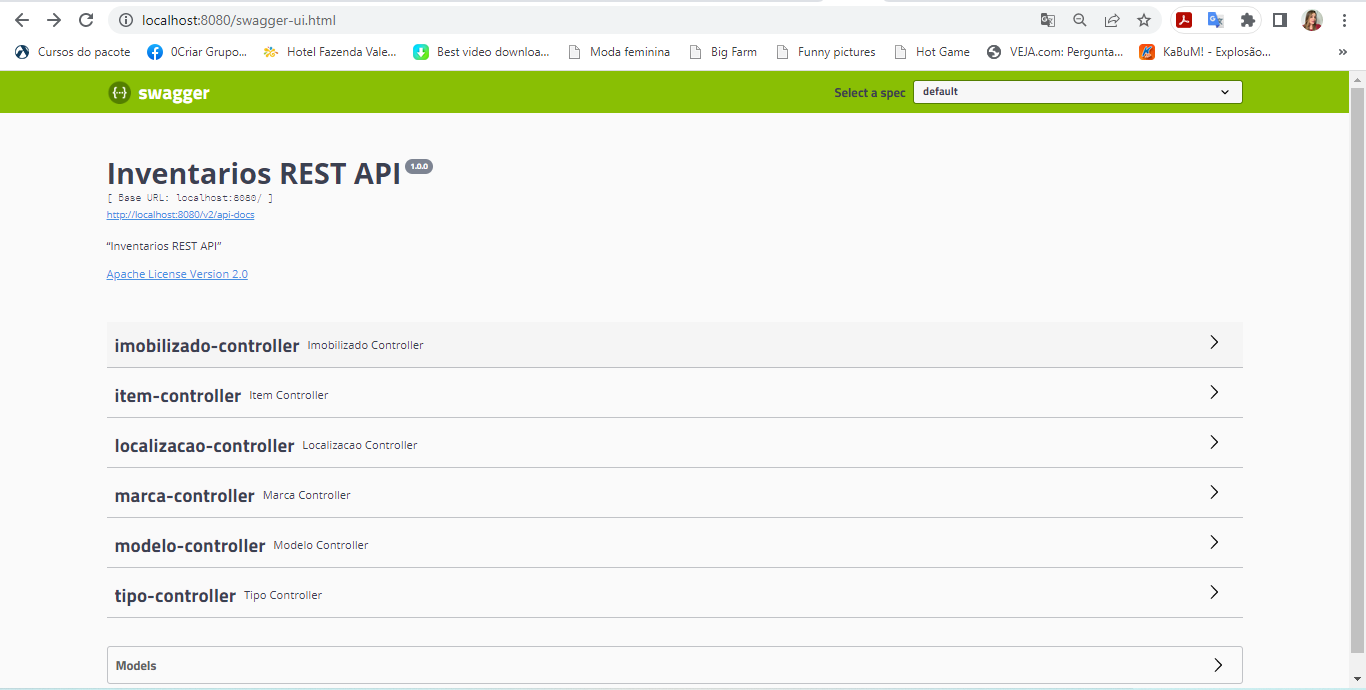 localhost:8080/swagger-ui.html
Cursos do pacote 0Criar Grupo... Hotel Fazenda Vale... Best video downloa... Moda feminina Big Farm Funny pictures Hot Game VEJA.com: Pergunta... KaBuM! - Explosão... »
{...} swagger Select a spec default
Inventarios REST API 1.0.0
[ Base URL: localhost:8080/ ]
http://localhost:8080/v2/api-docs
“Inventarios REST API”
Apache License Version 2.0
imobilizado-controller Imobilizado Controller
item-controller Item Controller
localizacao-controller Localizacao Controller
marca-controller Marca Controller
modelo-controller Modelo Controller
tipo-controller Tipo Controller
Models